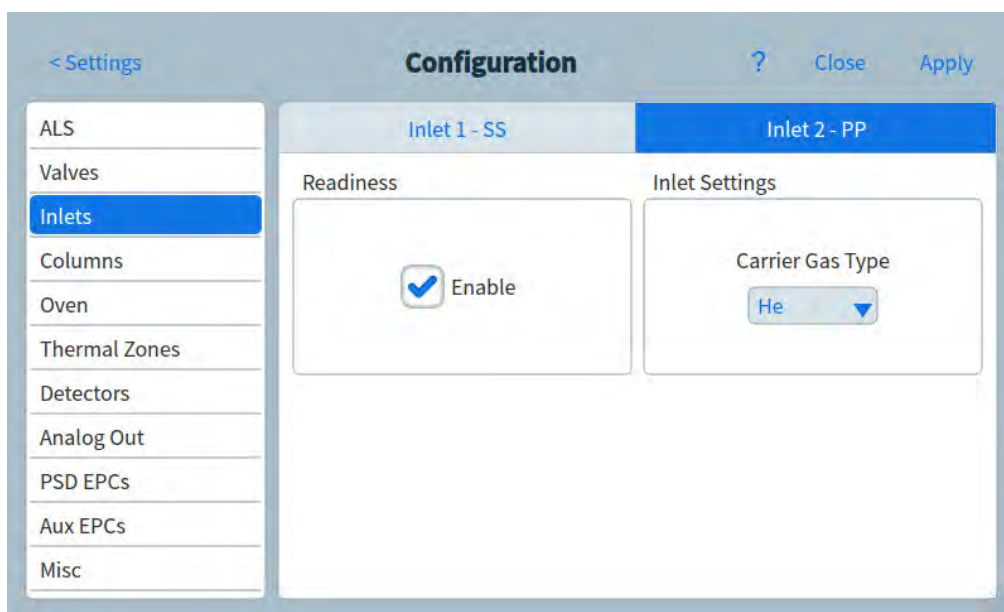 < Settings
Configuration
?
Close
Apply
ALS
Valves
Inlets
Columns
Oven
Thermal Zones
Detectors
Analog Out
PSD EPCs
Aux EPCs
Misc
Inlet 1 - SS
Inlet 2 - PP
Readiness
Enable
Inlet Settings
Carrier Gas Type
He